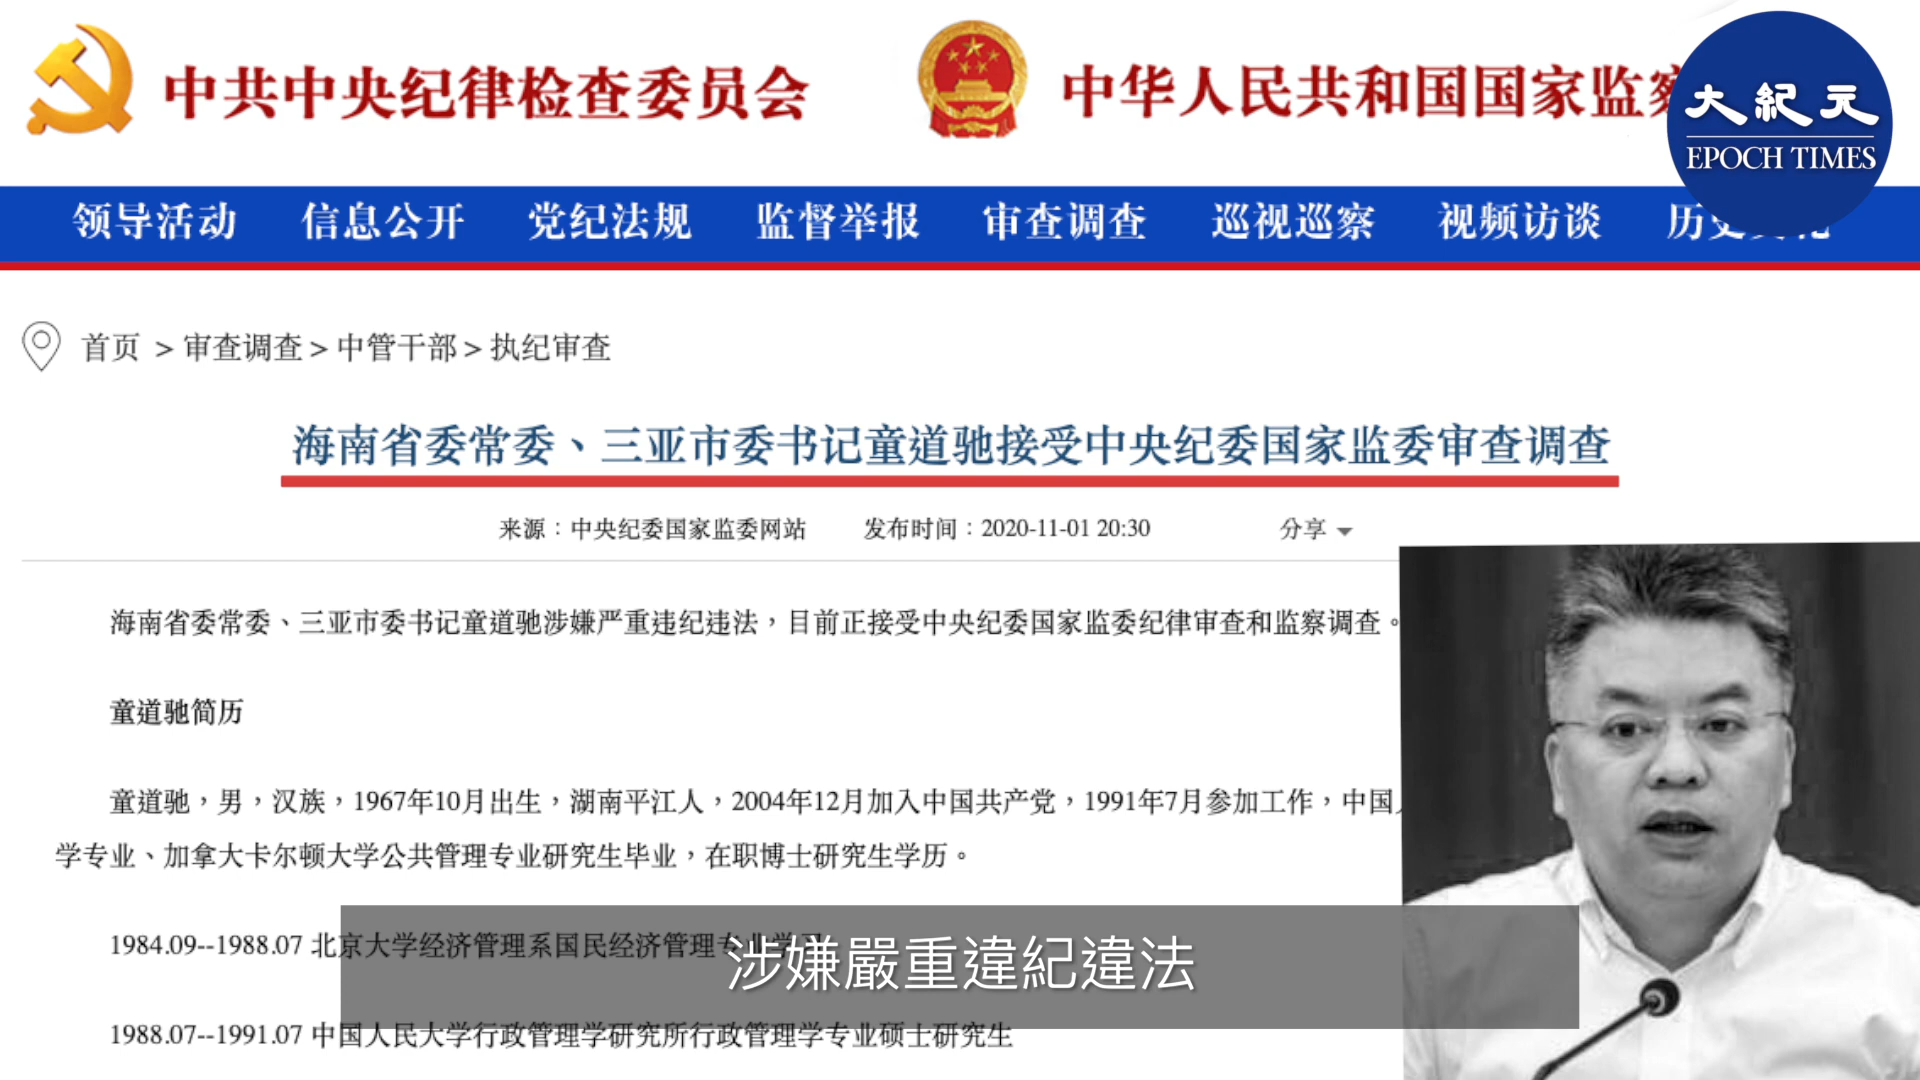 中共中央纪律检查委员会
中华人民共和国国家监察
大紀元
EPOCH TIMES
领导活动 信息公开 党纪法规 监督举报 审查调查 巡视巡察 视频访谈 历史文化
首页 > 审查调查 > 中管干部 > 执纪审查
海南省委常委、三亚市委书记童道驰接受中央纪委国家监委审查调查
来源：中央纪委国家监委网站 发布时间：2020-11-01 20:30 分享
海南省委常委、三亚市委书记童道驰涉嫌严重违纪违法，目前正接受中央纪委国家监委纪律审查和监察调查。
童道驰简历
童道驰，男，汉族，1967年10月出生，湖南平江人，2004年12月加入中国共产党，1991年7月参加工作，中国人
学专业、加拿大卡尔顿大学公共管理专业研究生毕业，在职博士研究生学历。
1984.09--1988.07 北京大学经济管理系国民经济管理专业学习
涉嫌嚴重違紀違法
1988.07--1991.07 中国人民大学行政管理学研究所行政管理学专业硕士研究生